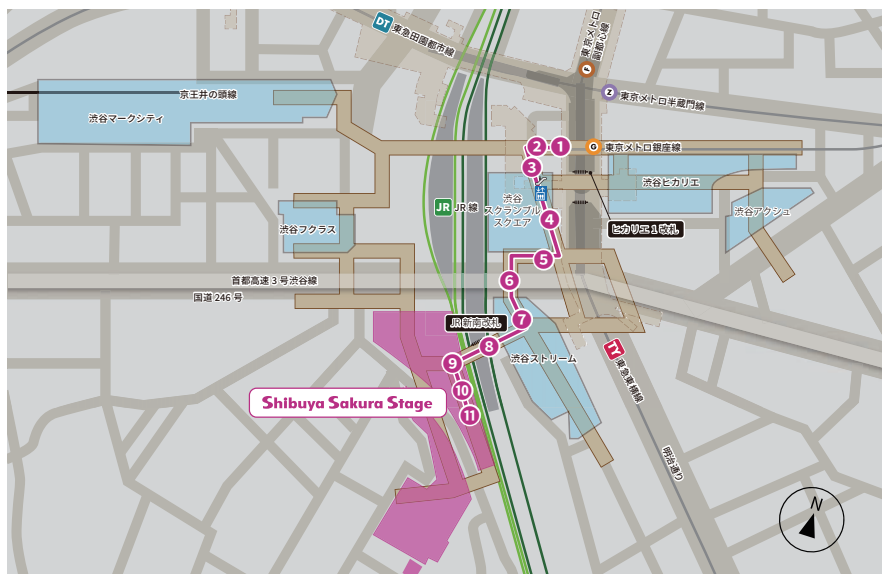 DT
東急田園都市線
東京メトロ
副都心線
F
Z
東京メトロ半蔵門線
京王井の頭線
渋谷マークシティ
2
1
G
東京メトロ銀座線
3
渋谷ヒカリエ
渋谷
スクランブル
スクエア
JR
JR 線
4
渋谷アクシュ
渋谷フクラス
ヒカリエ 1 改札
5
首都高速 3 号渋谷線
6
国道 246 号
JR 新南改札
7
8
TY
東急東横線
渋谷ストリーム
9
10
Shibuya Sakura Stage
11
明治通り
N